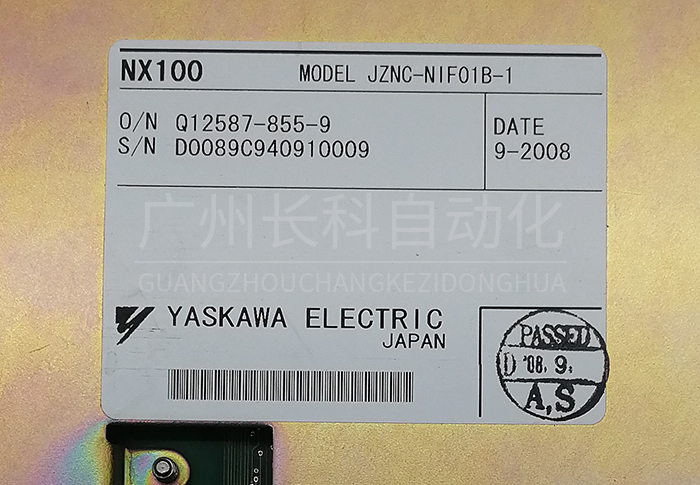 NX100 MODEL JZNC-NIF01B-1
O/N Q12587-855-9
S/N D0089C940910009
DATE
9-2008
广州长科自动化
GUANGZHOUCHANGKEZIDONGHUA
YASKAWA ELECTRIC
JAPAN
PASSED
D '08. 9.
A,S